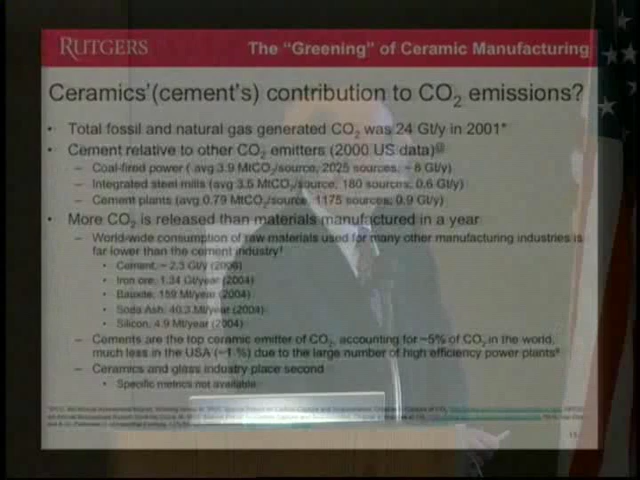 RUTGERS
The "Greening" of Ceramic Manufacturing
Ceramics'(cement's) contribution to CO2 emissions?
• Total fossil and natural gas generated CO2 was 24 Gt/y in 2001*
• Cement relative to other CO2 emitters (2000 US data)@
– Coal-fired power ( avg 3.9 MtCO2/source, 2025 sources; ~ 8 Gt/y)
– Integrated steel mills (avg 3.5 MtCO2/source, 180 sources; 0.6 Gt/y)
– Cement plants (avg 0.79 MtCO2/source, 1175 sources; 0.9 Gt/y)
• More CO2 is released than materials manufactured in a year
– World-wide consumption of raw materials used for many other manufacturing industries is
far lower than the cement industry†
• Cement, ~ 2.5 Gt/y (2006)
• Iron ore, 1.34 Gt/year (2004)
• Bauxite, 159 Mt/year (2004)
• Soda Ash, 40.3 Mt/year (2004)
• Silicon, 4.9 Mt/year (2004)
– Cements are the top ceramic emitter of CO2, accounting for ~5% of CO2 in the world,
much less in the USA (~1 %) due to the large number of high efficiency power plants
– Ceramics and glass industry place second
• Specific metrics not available